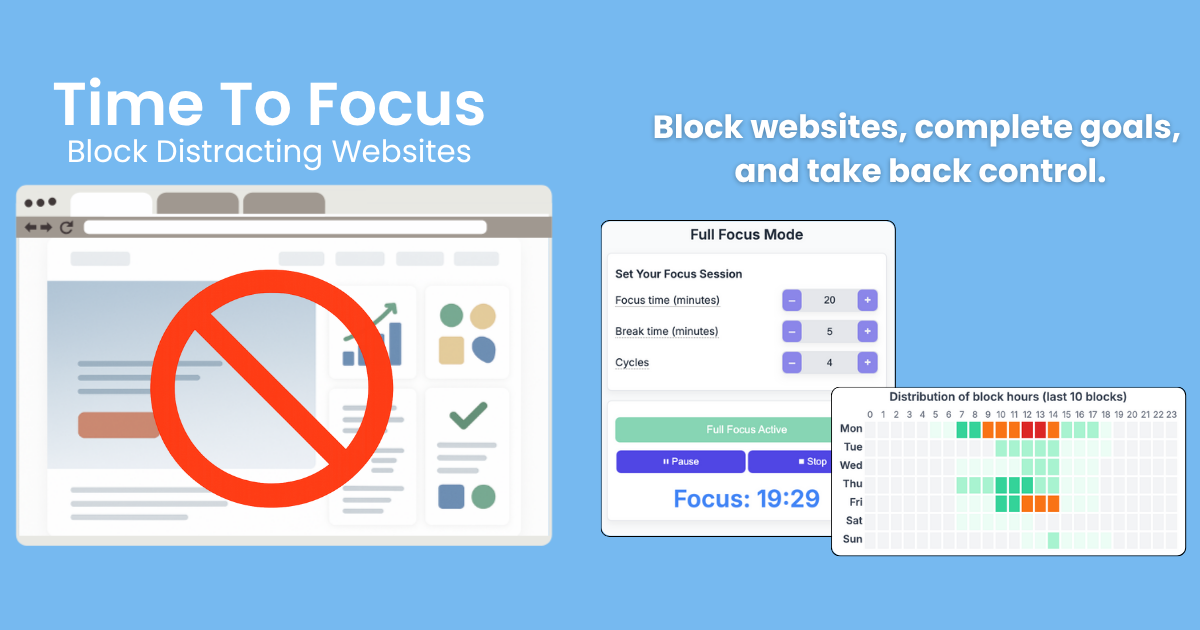 Time To Focus
Block Distracting Websites
Block websites, complete goals,
and take back control.
Full Focus Mode
Set Your Focus Session
Focus time (minutes) − 20 +
Break time (minutes) − 5 +
Cycles − 4 +
Full Focus Active
Pause Stop
Focus: 19:29
Distribution of block hours (last 10 blocks)
0 1 2 3 4 5 6 7 8 9 10 11 12 13 14 15 16 17 18 19 20 21 22 23
Mon
Tue
Wed
Thu
Fri
Sat
Sun